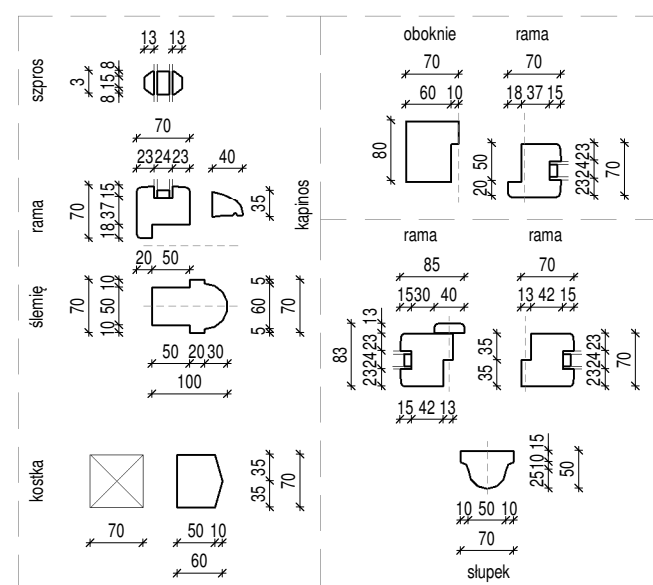 13 13
szpros
3
8 15 8
70
23 24 23
40
rama
70
18 37 15
35
kapinos
20 50
ślemię
70
10 50 10
5 60 5
70
50 20 30
100
kostka
35 35
70
70
50 10
60
oboknie
70
60 10
80
rama
70
18 37 15
20 50
23 24 23
70
rama
85
15 30 40
83
23 24 23 13
35 35
15 42 13
rama
70
13 42 15
23 24 23
70
25 10 15
50
10 50 10
70
słupek